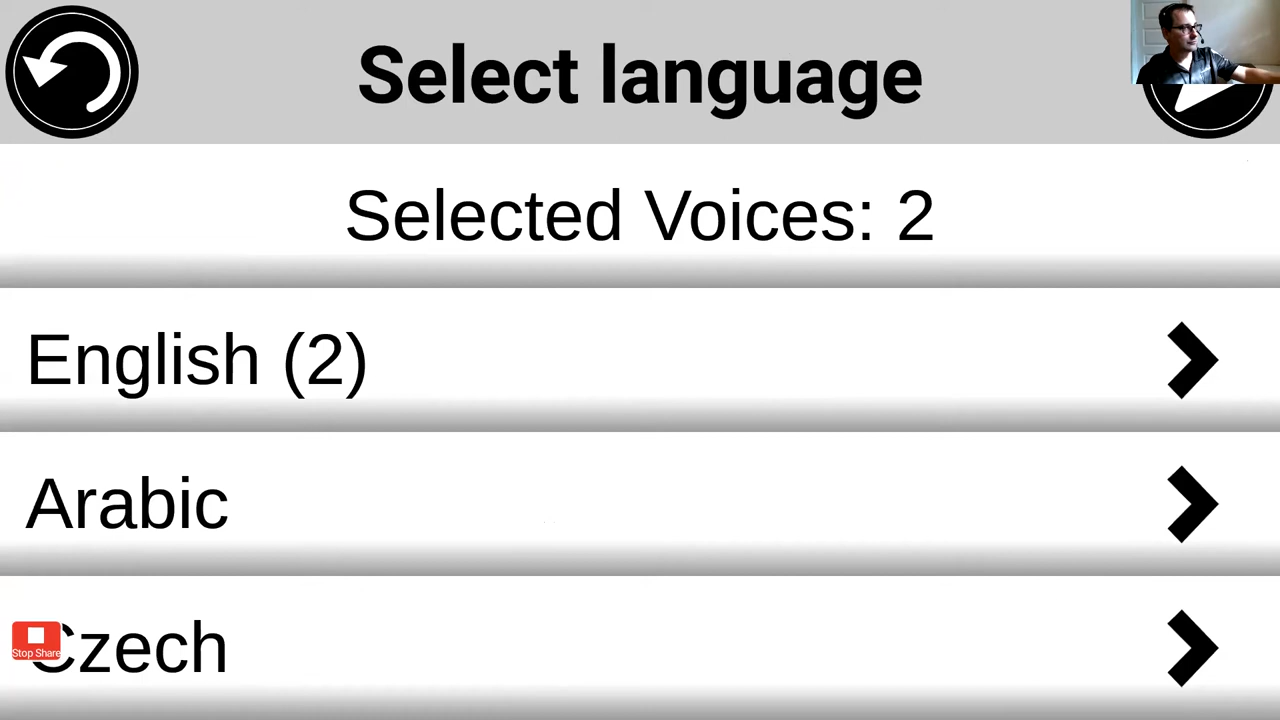 Select language
Selected Voices: 2
English (2)
Arabic
Czech
Stop Share